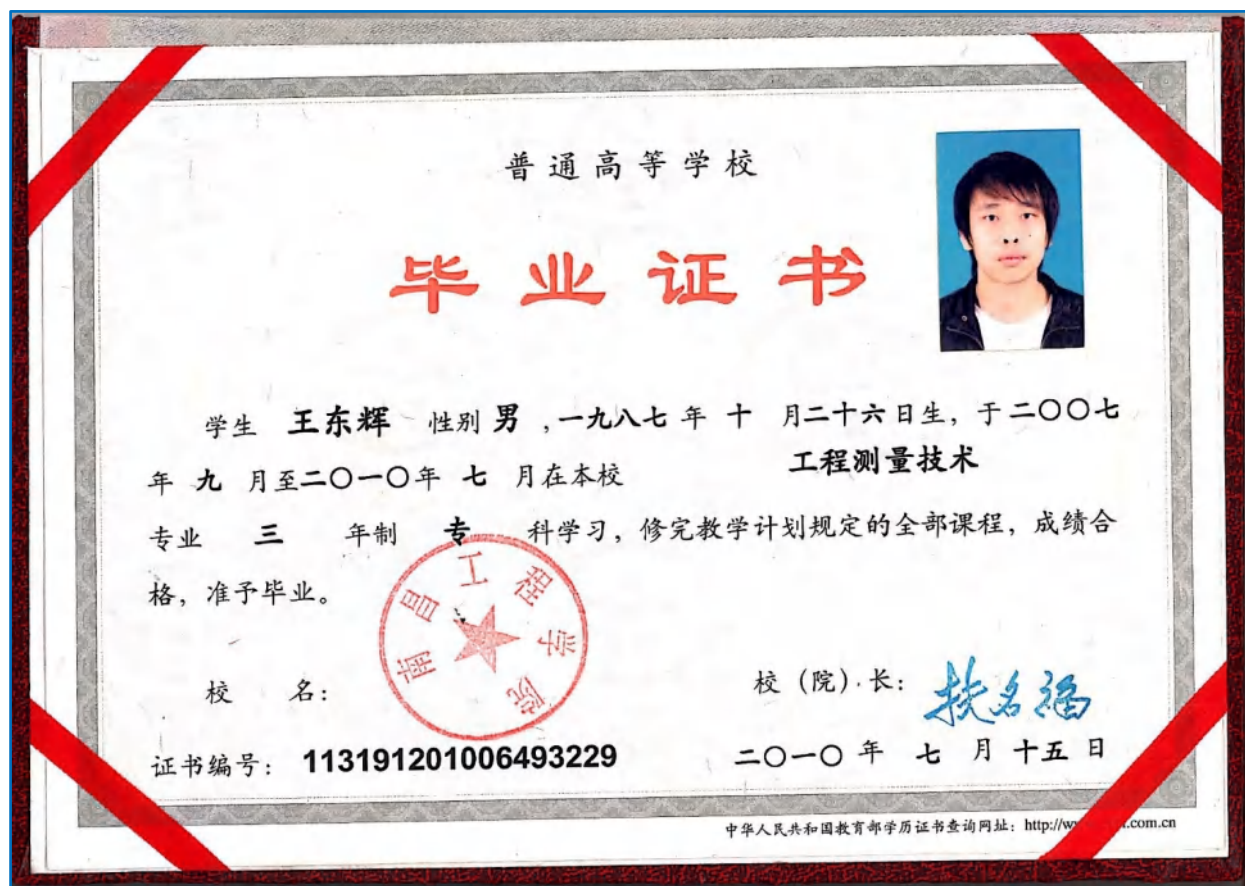 普通高等学校
毕业证书
学生 王东辉 性别 男 ,一九八七 年 十 月二十六日生, 于二〇〇七
年 九 月至二〇一〇年 七 月在本校 工程测量技术
专业 三 年制 专 科学习, 修完教学计划规定的全部课程, 成绩合
格, 准予毕业。
南昌工程学院
校 名:
校 (院) 长: 扶名福
证书编号: 113191201006493229
二〇一〇 年 七 月 十五 日
中华人民共和国教育部学历证书查询网址: http://w .com.cn